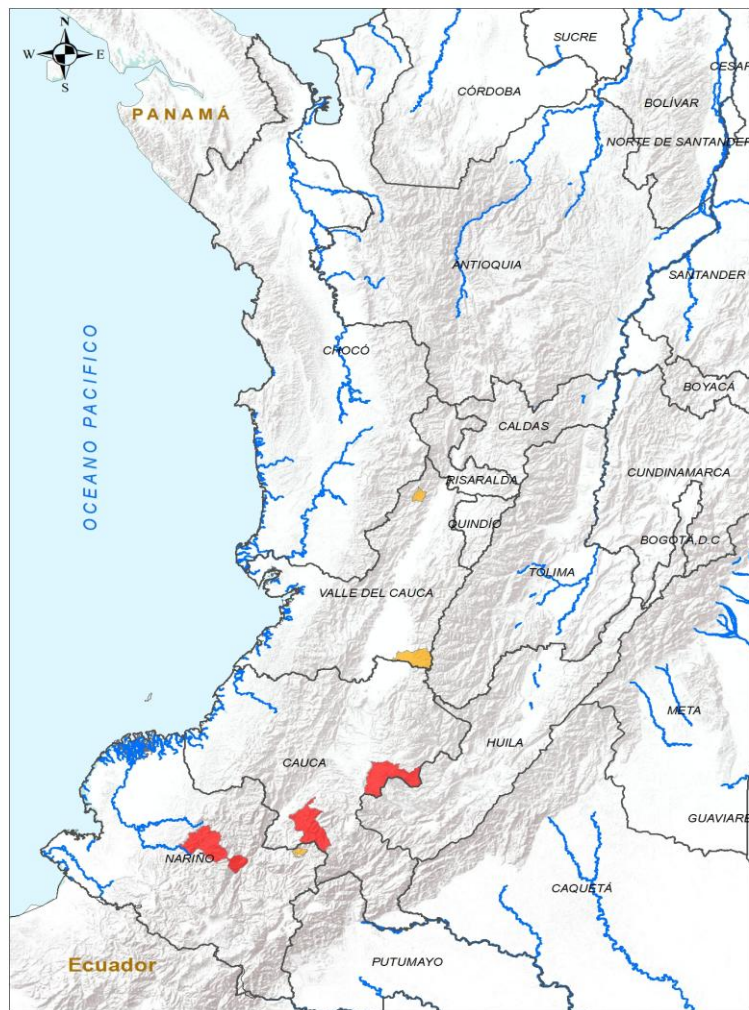 N
W E
S
SUCRE
CESAR
CÓRDOBA
BOLÍVAR
PANAMÁ
NORTE DE SANTANDER
ANTIOQUIA
SANTANDER
OCEANO PACIFICO
CHOCÓ
BOYACÁ
CALDAS
CUNDINAMARCA
RISARALDA
QUINDÍO
BOGOTÁ,D.C
TOLIMA
VALLE DEL CAUCA
META
HUILA
CAUCA
GUAVIARE
NARIÑO
CAQUETÁ
PUTUMAYO
Ecuador